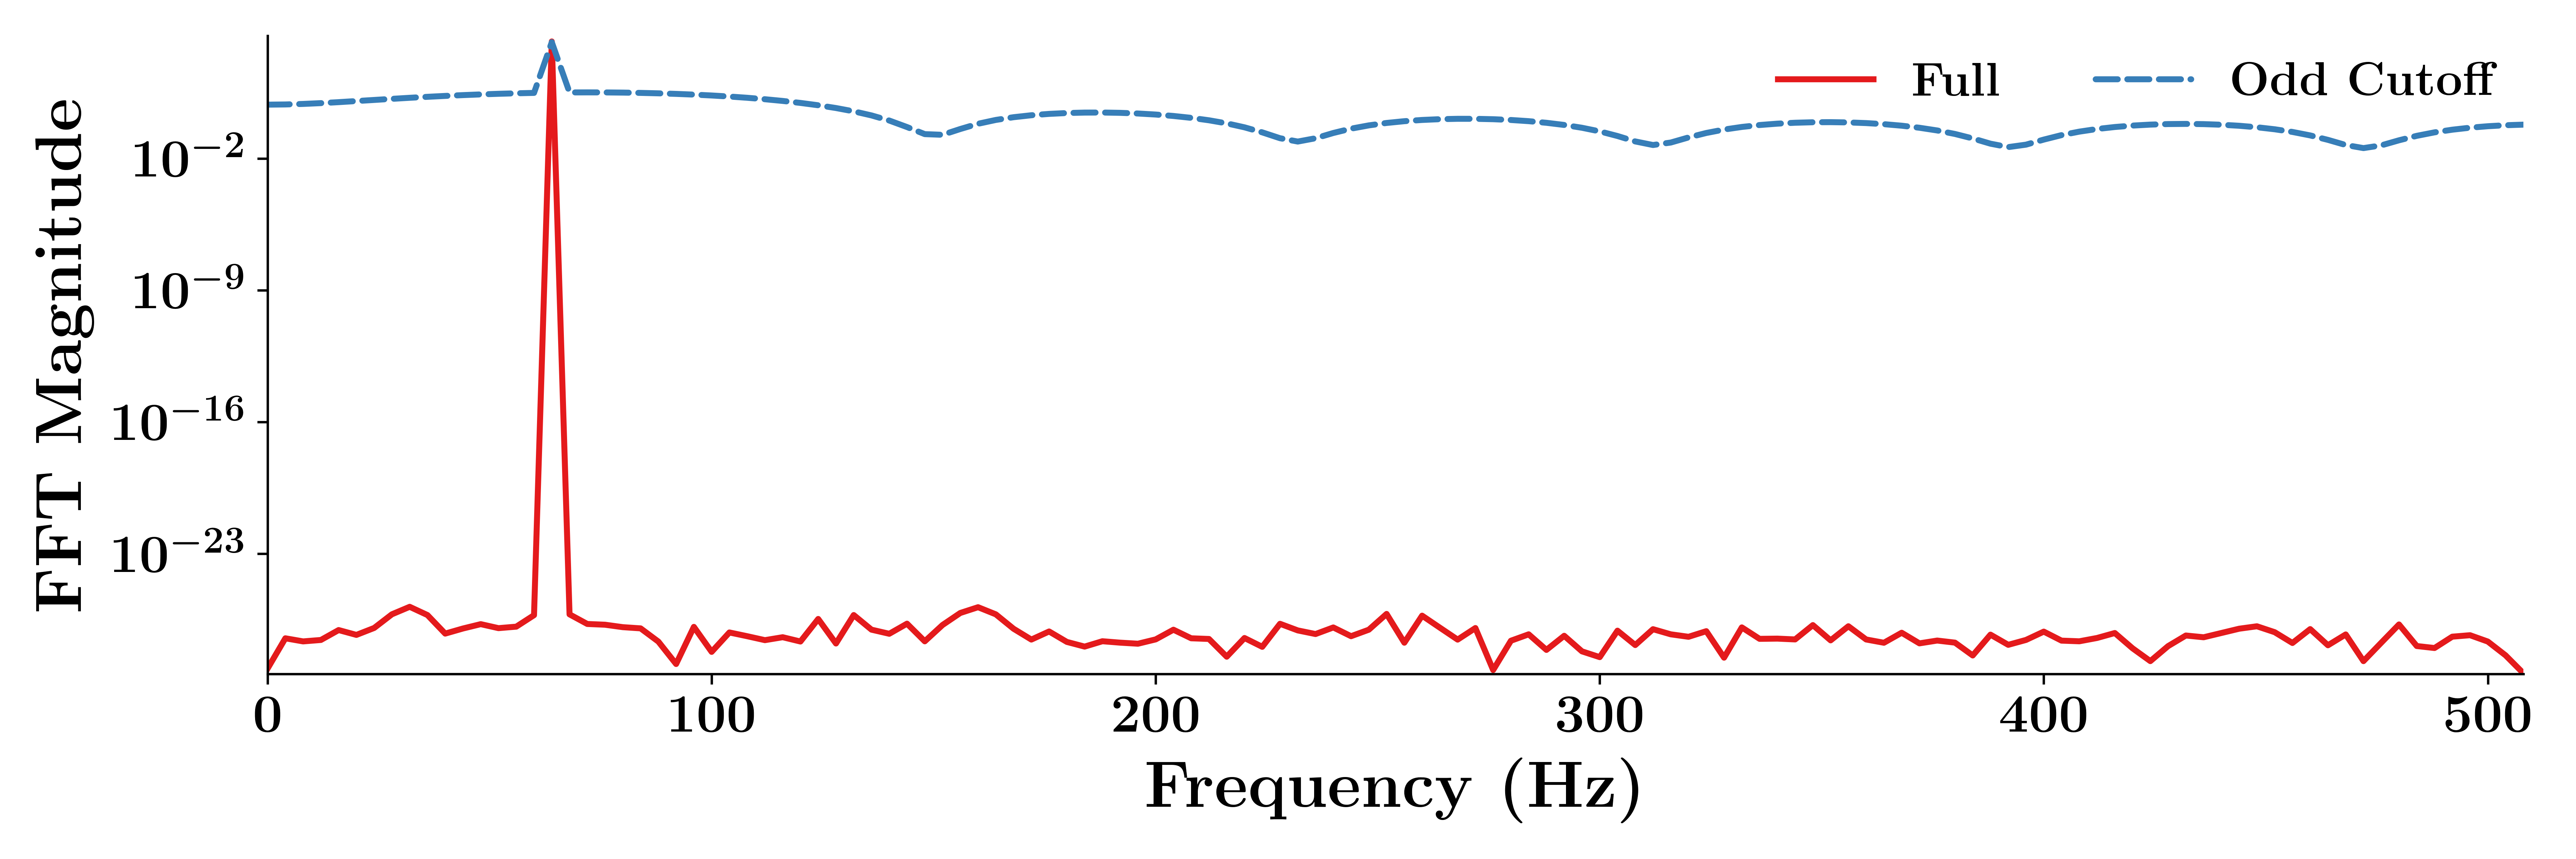 Full
Odd Cutoff
FFT Magnitude
10⁻²
10⁻⁹
10⁻¹⁶
10⁻²³
0 100 200 300 400 500
Frequency (Hz)